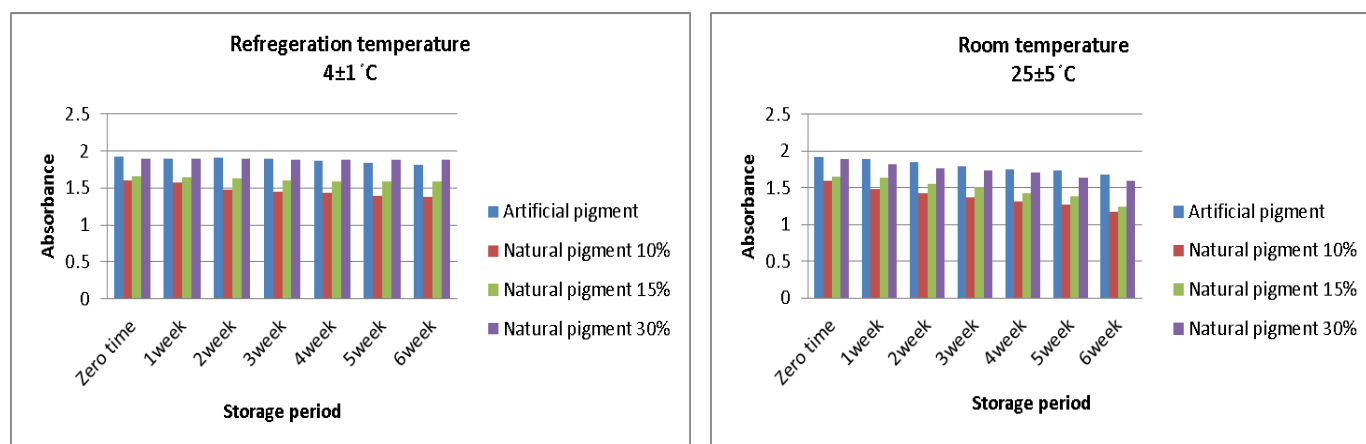 Refregeration temperature
4±1 ´C
Absorbance
2.5
2
1.5
1
0.5
0
Zero time
1week
2week
3week
4week
5week
6week
Storage period
Artificial pigment
Natural pigment 10%
Natural pigment 15%
Natural pigment 30%
Room temperature
25±5 ´C
Absorbance
2.5
2
1.5
1
0.5
0
Zero time
1week
2week
3week
4week
5week
6week
Storage period
Artificial pigment
Natural pigment 10%
Natural pigment 15%
Natural pigment 30%